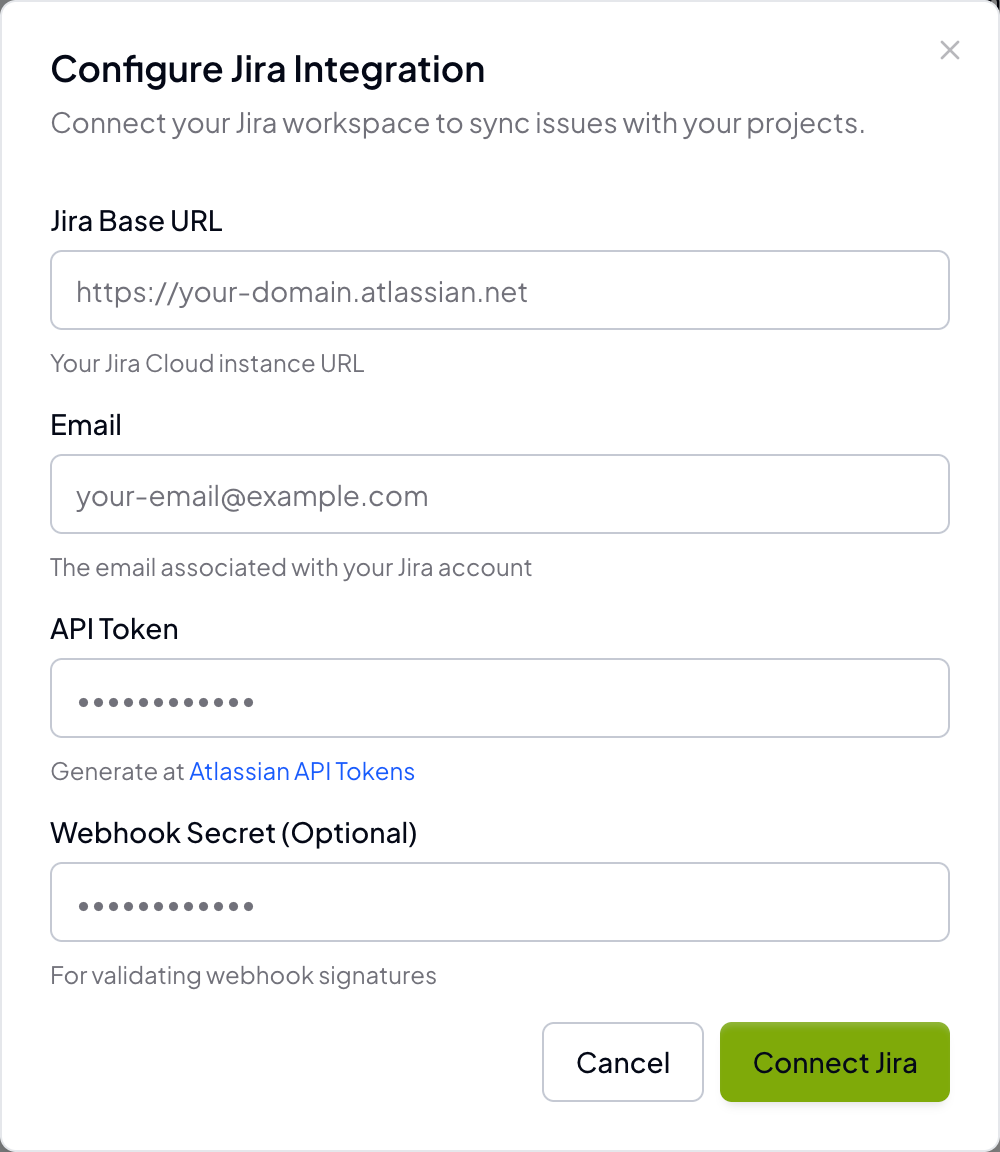 Configure Jira Integration
Connect your Jira workspace to sync issues with your projects.
Jira Base URL
https://your-domain.atlassian.net
Your Jira Cloud instance URL
Email
your-email@example.com
The email associated with your Jira account
API Token
••••••••••••
Generate at Atlassian API Tokens
Webhook Secret (Optional)
••••••••••••
For validating webhook signatures
Cancel
Connect Jira